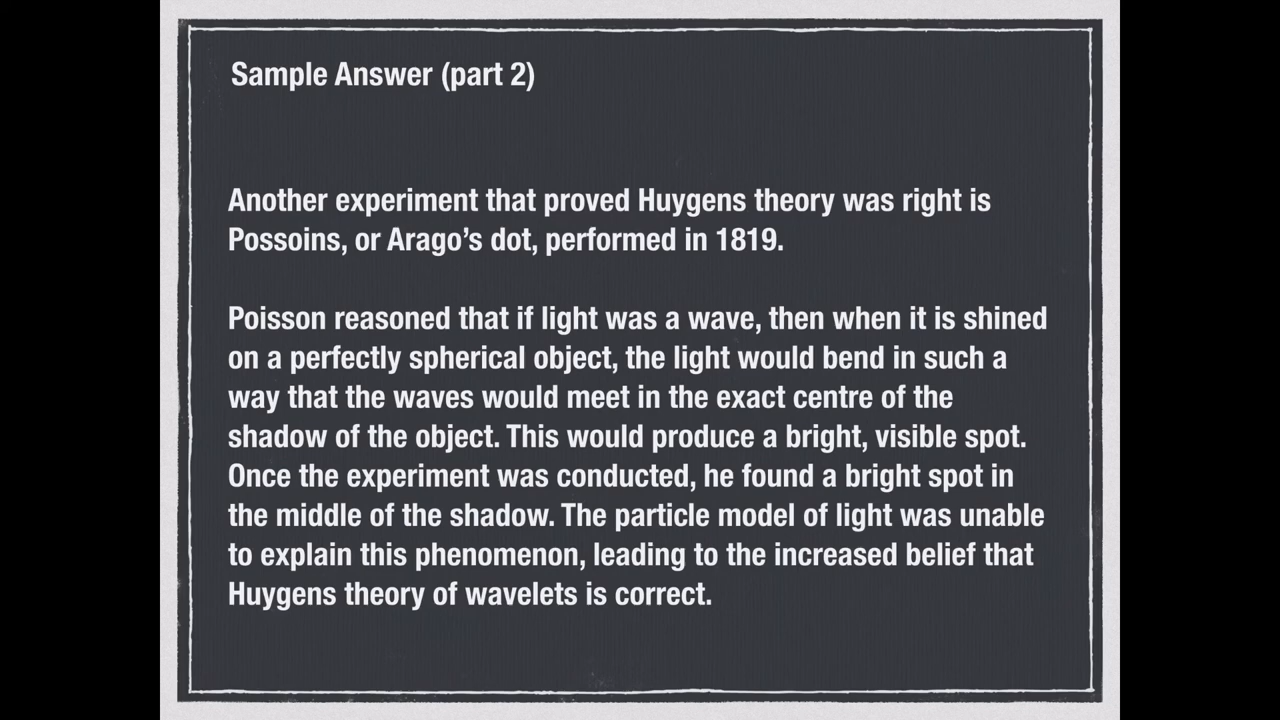 Sample Answer (part 2)
Another experiment that proved Huygens theory was right is
Possoins, or Arago’s dot, performed in 1819.
Poisson reasoned that if light was a wave, then when it is shined
on a perfectly spherical object, the light would bend in such a
way that the waves would meet in the exact centre of the
shadow of the object. This would produce a bright, visible spot.
Once the experiment was conducted, he found a bright spot in
the middle of the shadow. The particle model of light was unable
to explain this phenomenon, leading to the increased belief that
Huygens theory of wavelets is correct.